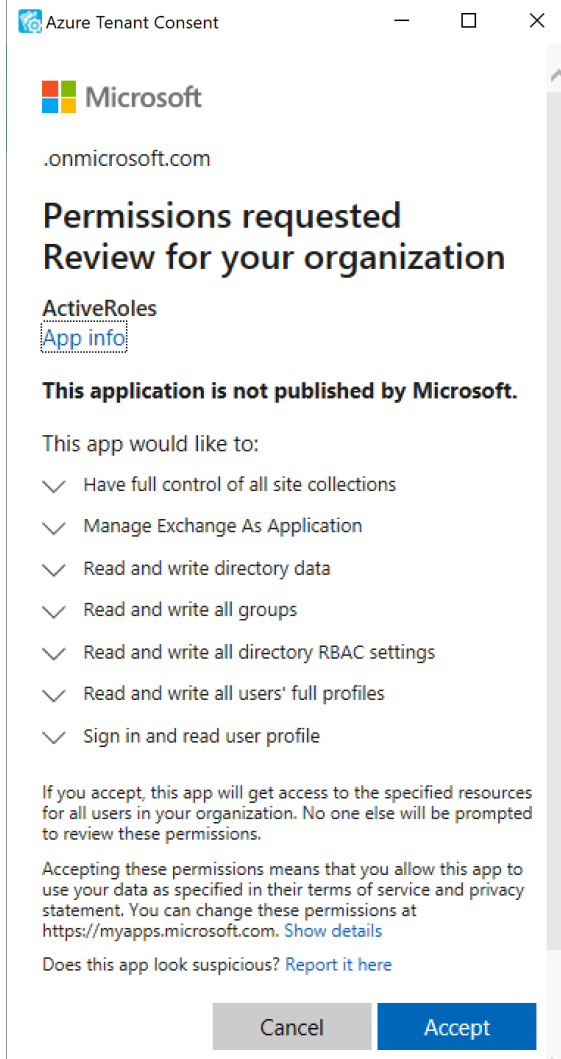 Azure Tenant Consent
Microsoft
.onmicrosoft.com
Permissions requested
Review for your organization
ActiveRoles
App info
This application is not published by Microsoft.
This app would like to:
Have full control of all site collections
Manage Exchange As Application
Read and write directory data
Read and write all groups
Read and write all directory RBAC settings
Read and write all users' full profiles
Sign in and read user profile
If you accept, this app will get access to the specified resources
for all users in your organization. No one else will be prompted
to review these permissions.
Accepting these permissions means that you allow this app to
use your data as specified in their terms of service and privacy
statement. You can change these permissions at
https://myapps.microsoft.com. Show details
Does this app look suspicious? Report it here
Cancel
Accept